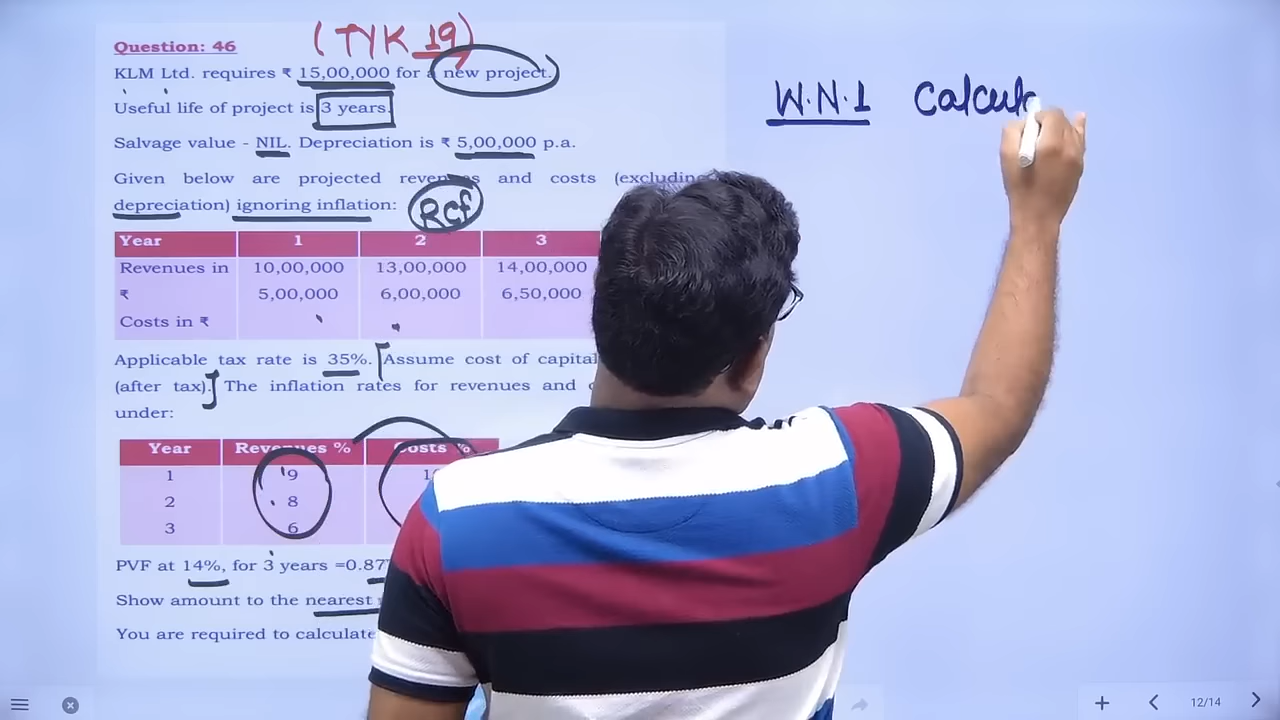 Question: 46
(TYK 19)
KLM Ltd. requires ₹ 15,00,000 for a new project.
Useful life of project is 3 years.
Salvage value - NIL. Depreciation is ₹ 5,00,000 p.a.
Given below are projected revenues and costs (excluding
depreciation) ignoring inflation:
RCF
Year 1 2 3
Revenues in 10,00,000 13,00,000 14,00,000
₹ 5,00,000 6,00,000 6,50,000
Costs in ₹
Applicable tax rate is 35%. Assume cost of capital
(after tax). The inflation rates for revenues and
under:
Year Revenues % Costs %
1 9
2 8
3 6
PVF at 14%, for 3 years =0.87
Show amount to the nearest
You are required to calculate
W.N.1 Calcul
12/14